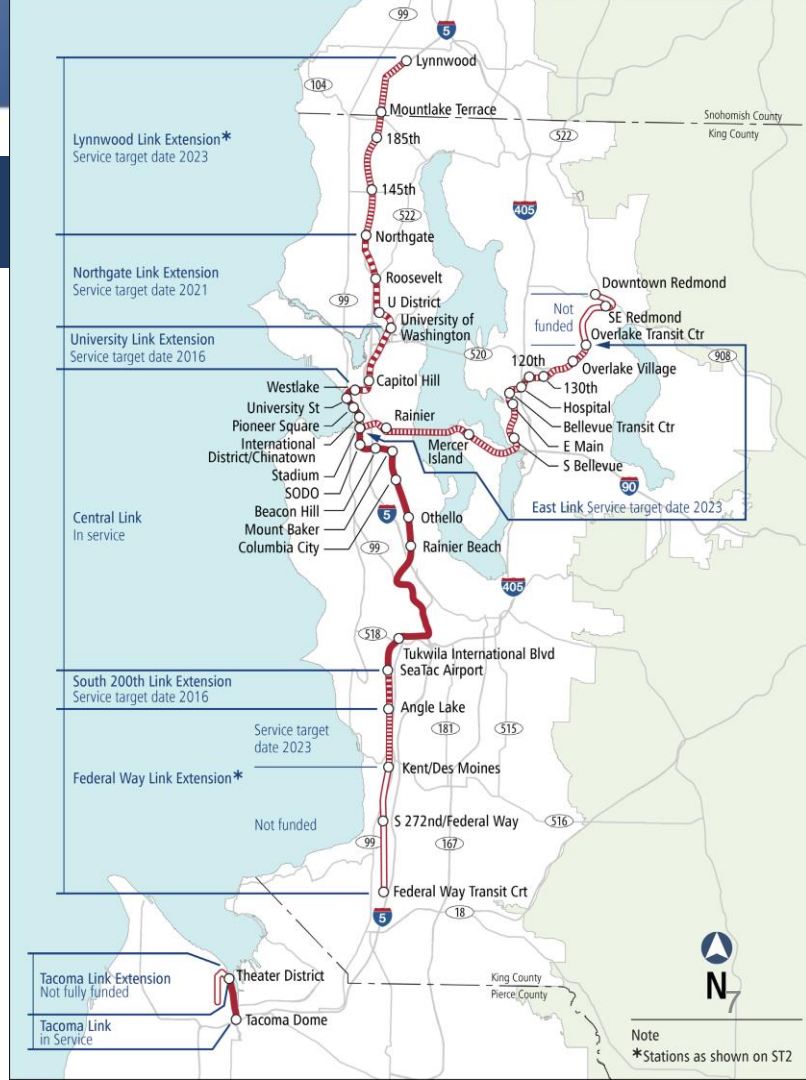 99
5
Lynnwood
104
Mountlake Terrace
Snohomish County
King County
522
Lynnwood Link Extension*
Service target date 2023
185th
145th
405
522
Northgate
Northgate Link Extension
Service target date 2021
Roosevelt
99
U District
University of
Washington
Downtown Redmond
Not
funded
SE Redmond
Overlake Transit Ctr
University Link Extension
Service target date 2016
520
908
120th
Overlake Village
130th
Capitol Hill
Westlake
University St
Pioneer Square
International
District/Chinatown
Stadium
SODO
Beacon Hill
Mount Baker
Columbia City
Rainier
Mercer
Island
Hospital
Bellevue Transit Ctr
E Main
S Bellevue
90
East Link Service target date 2023
Central Link
In service
5
Othello
99
Rainier Beach
405
518
Tukwila International Blvd
SeaTac Airport
South 200th Link Extension
Service target date 2016
Angle Lake
Service target
date 2023
181
515
Kent/Des Moines
Federal Way Link Extension*
Not funded
S 272nd/Federal Way
516
99
167
Federal Way Transit Crt
5
18
Tacoma Link Extension
Not fully funded
Theater District
King County
Pierce County
Tacoma Link
in Service
Tacoma Dome
N
7
Note
*Stations as shown on ST2